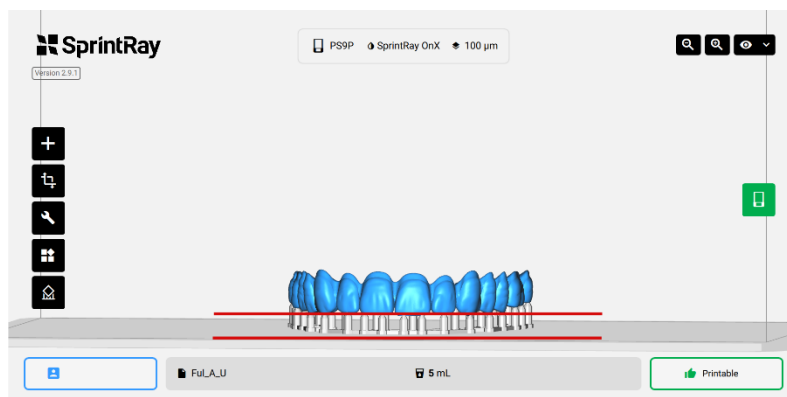 SprintRay
PS9P SprintRay OnX 100 µm
Version 2.9.1
Ful_A_U 5 mL Printable